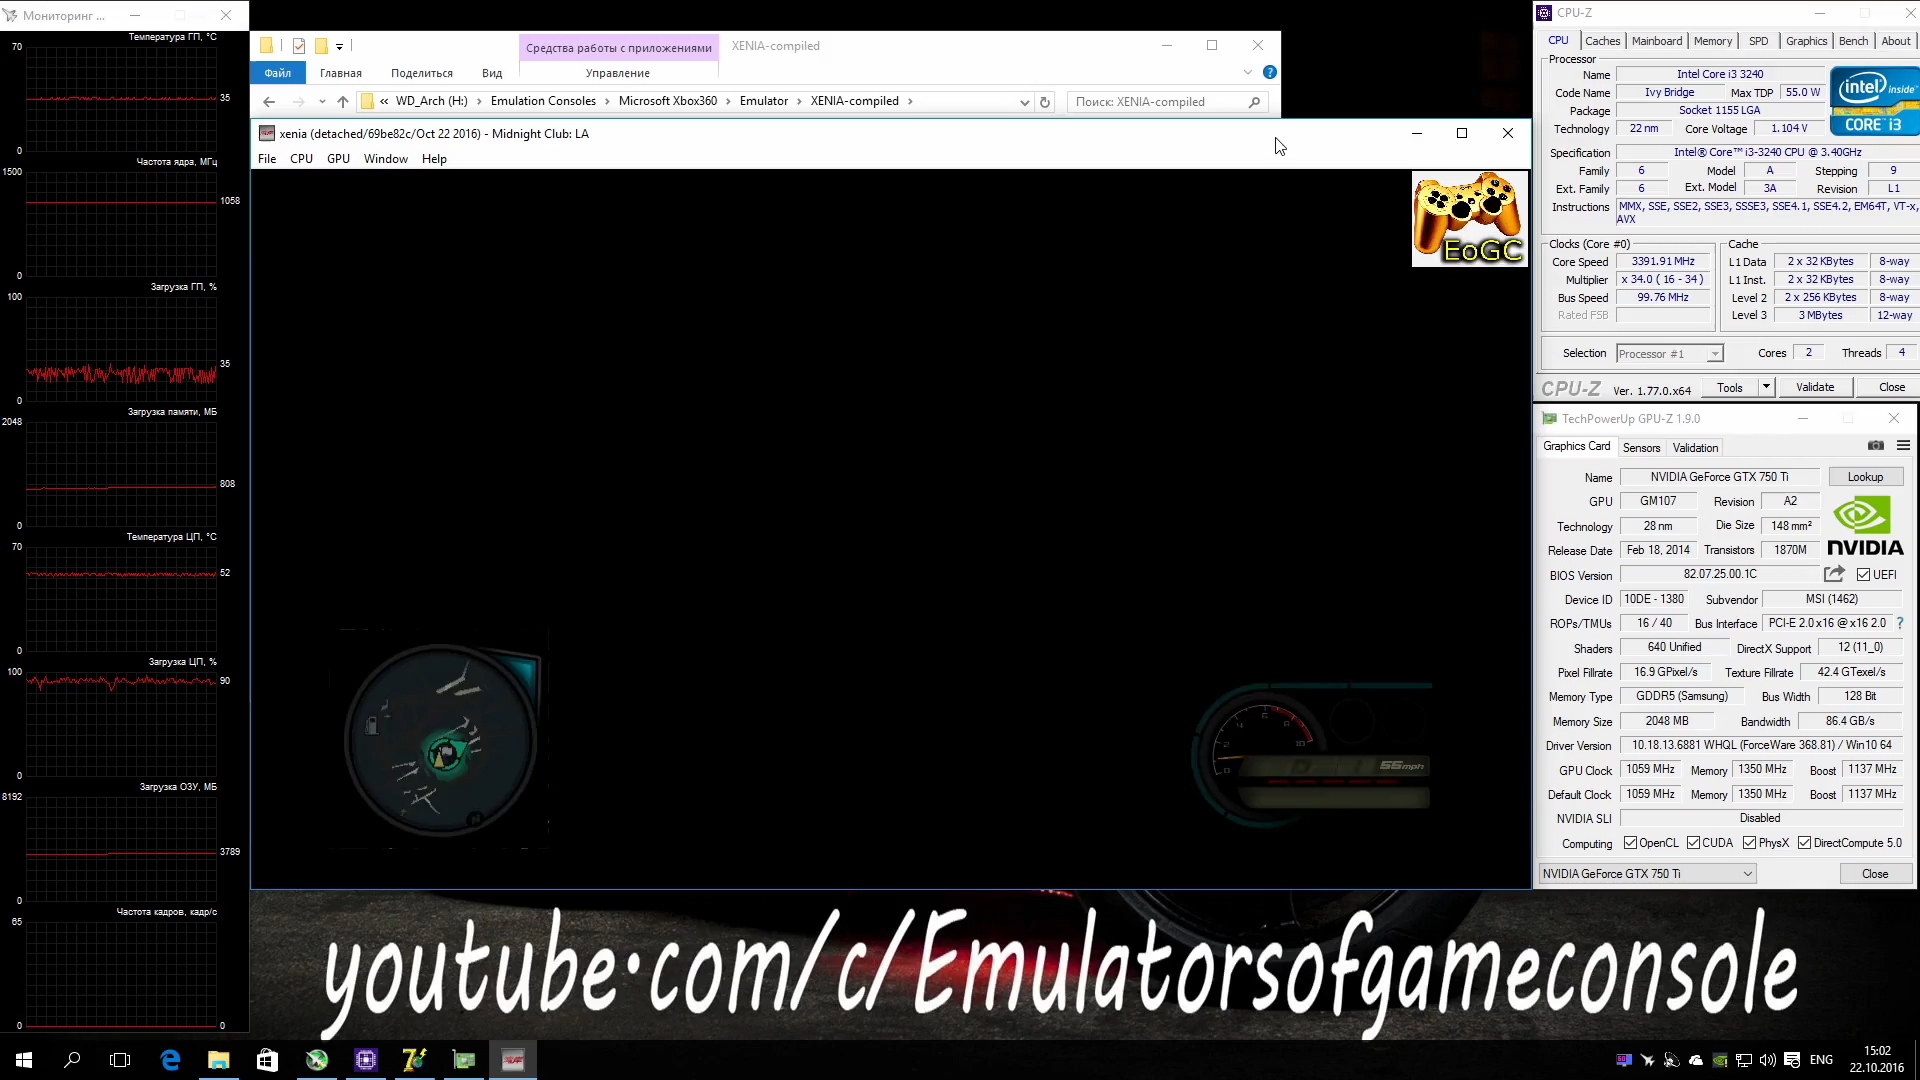 Мониторинг ...
Температура ГП, °C
70
35
0
Частота ядра, МГц
1500
1058
0
Загрузка ГП, %
100
35
0
Загрузка памяти, МБ
2048
808
0
Температура ЦП, °C
70
52
0
Загрузка ЦП, %
100
90
0
Загрузка ОЗУ, МБ
8192
3789
0
Частота кадров, кадр/с
65
0
0
Средства работы с приложениями
XENIA-compiled
Файл
Главная
Поделиться
Вид
Управление
« WD_Arch (H:) > Emulation Consoles > Microsoft Xbox360 > Emulator > XENIA-compiled >
Поиск: XENIA-compiled
xenia (detached/69be82c/Oct 22 2016) - Midnight Club: LA
File CPU GPU Window Help
EoGC
55mph
CPU-Z
CPU Caches Mainboard Memory SPD Graphics Bench About
Processor
Name Intel Core i3 3240
Code Name Ivy Bridge Max TDP 55.0 W
Package Socket 1155 LGA
Technology 22 nm Core Voltage 1.104 V
intel inside
CORE i3
Specification Intel® Core™ i3-3240 CPU @ 3.40GHz
Family 6 Model A Stepping 9
Ext. Family 6 Ext. Model 3A Revision L1
Instructions MMX, SSE, SSE2, SSE3, SSSE3, SSE4.1, SSE4.2, EM64T, VT-x,
AVX
Clocks (Core #0)
Core Speed 3391.91 MHz
Multiplier x 34.0 ( 16 - 34 )
Bus Speed 99.76 MHz
Rated FSB
Cache
L1 Data 2 x 32 KBytes 8-way
L1 Inst. 2 x 32 KBytes 8-way
Level 2 2 x 256 KBytes 8-way
Level 3 3 MBytes 12-way
Selection Processor #1 Cores 2 Threads 4
CPU-Z Ver. 1.77.0.x64 Tools Validate Close
TechPowerUp GPU-Z 1.9.0
Graphics Card Sensors Validation
Name NVIDIA GeForce GTX 750 Ti Lookup
GPU GM107 Revision A2
Technology 28 nm Die Size 148 mm²
Release Date Feb 18, 2014 Transistors 1870M
NVIDIA
BIOS Version 82.07.25.00.1C UEFI
Device ID 10DE - 1380 Subvendor MSI (1462)
ROPs/TMUs 16 / 40 Bus Interface PCI-E 2.0 x16 @ x16 2.0 ?
Shaders 640 Unified DirectX Support 12 (11_0)
Pixel Fillrate 16.9 GPixel/s Texture Fillrate 42.4 GTexel/s
Memory Type GDDR5 (Samsung) Bus Width 128 Bit
Memory Size 2048 MB Bandwidth 86.4 GB/s
Driver Version 10.18.13.6881 WHQL (ForceWare 368.81) / Win10 64
GPU Clock 1059 MHz Memory 1350 MHz Boost 1137 MHz
Default Clock 1059 MHz Memory 1350 MHz Boost 1137 MHz
NVIDIA SLI Disabled
Computing OpenCL CUDA PhysX DirectCompute 5.0
NVIDIA GeForce GTX 750 Ti Close
youtube.com/c/Emulatorsofgameconsole
ENG
15:02
22.10.2016